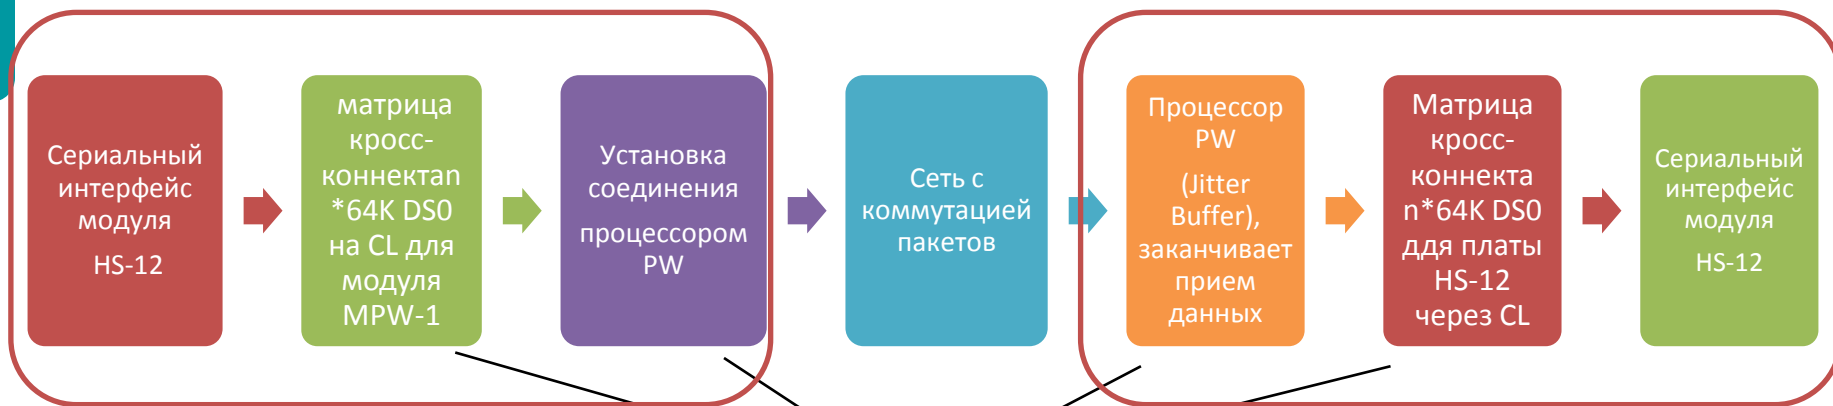 Сериальный
интерфейс
модуля
HS-12
матрица
кросс-
коннектаn
*64K DS0
на CL для
модуля
MPW-1
Установка
соединения
процессором
PW
Сеть с
коммутацией
пакетов
Процессор
PW
(Jitter
Buffer),
заканчивает
прием
данных
Матрица
кросс-
коннекта
n*64K DS0
ддя платы
HS-12
через CL
Сериальный
интерфейс
модуля
HS-12